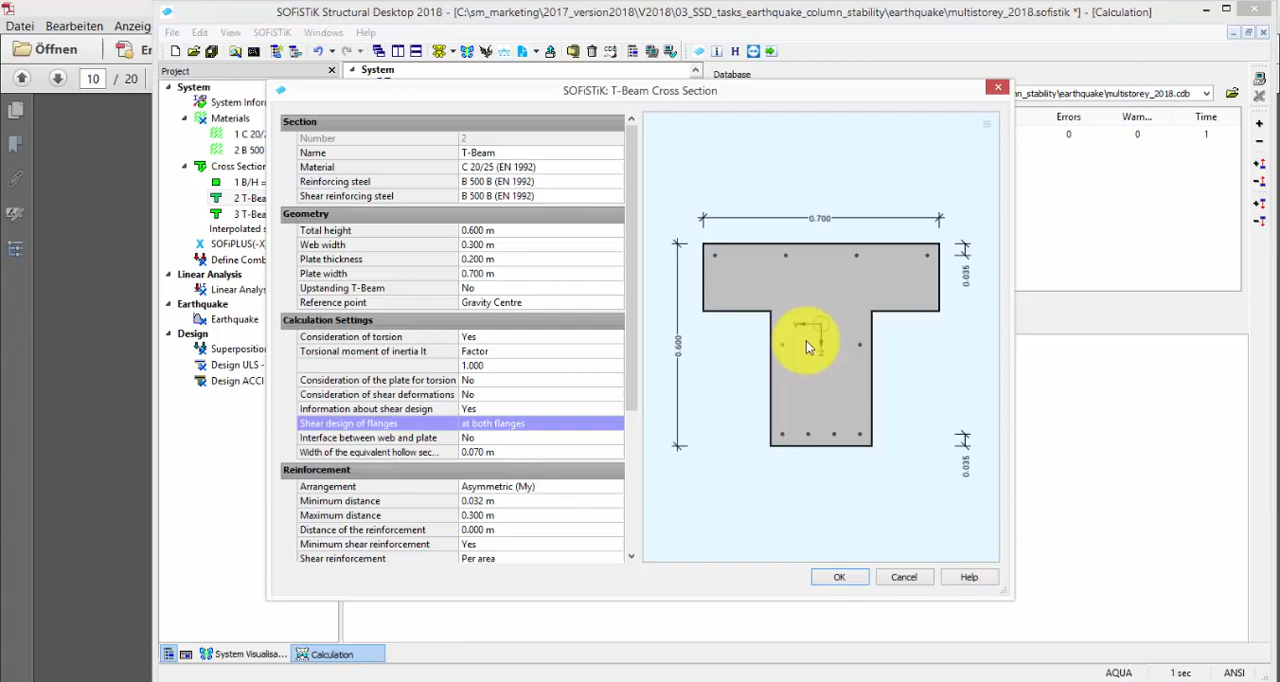 SOFiSTiK Structural Desktop 2018 - [C:\sm_marketing\2017_version2018\V2018\03_SSD_tasks_earthquake_column_stability\earthquake\multistorey_2018.sofistik *] - [Calculation]
Datei Bearbeiten Anzeig
File Edit View SOFiSTiK Windows Help
Öffnen
10 / 20
Project
System
Database
n_stability\earthquake\multistorey_2018.cdb
Errors Warn... Time
0 0 1
System
System Infor
Materials
1 C 20/
2 B 500
Cross Section
1 B/H =
2 T-Bea
3 T-Bea
Interpolated s
SOFiPLUS(-X)
Define Comb
Linear Analysis
Linear Analy
Earthquake
Earthquake
Design
Superposition
Design ULS -
Design ACCI
SOFiSTiK: T-Beam Cross Section
Section
Number 2
Name T-Beam
Material C 20/25 (EN 1992)
Reinforcing steel B 500 B (EN 1992)
Shear reinforcing steel B 500 B (EN 1992)
Geometry
Total height 0.600 m
Web width 0.300 m
Plate thickness 0.200 m
Plate width 0.700 m
Upstanding T-Beam No
Reference point Gravity Centre
Calculation Settings
Consideration of torsion Yes
Torsional moment of inertia It Factor
1.000
Consideration of the plate for torsion No
Consideration of shear deformations No
Information about shear design Yes
Shear design of flanges at both flanges
Interface between web and plate No
Width of the equivalent hollow sec... 0.070 m
Reinforcement
Arrangement Asymmetric (My)
Minimum distance 0.032 m
Maximum distance 0.300 m
Distance of the reinforcement 0.000 m
Minimum shear reinforcement Yes
Shear reinforcement Per area
0.700
0.600
0.035
0.035
OK Cancel Help
System Visualisa... Calculation
AQUA 1 sec ANSI